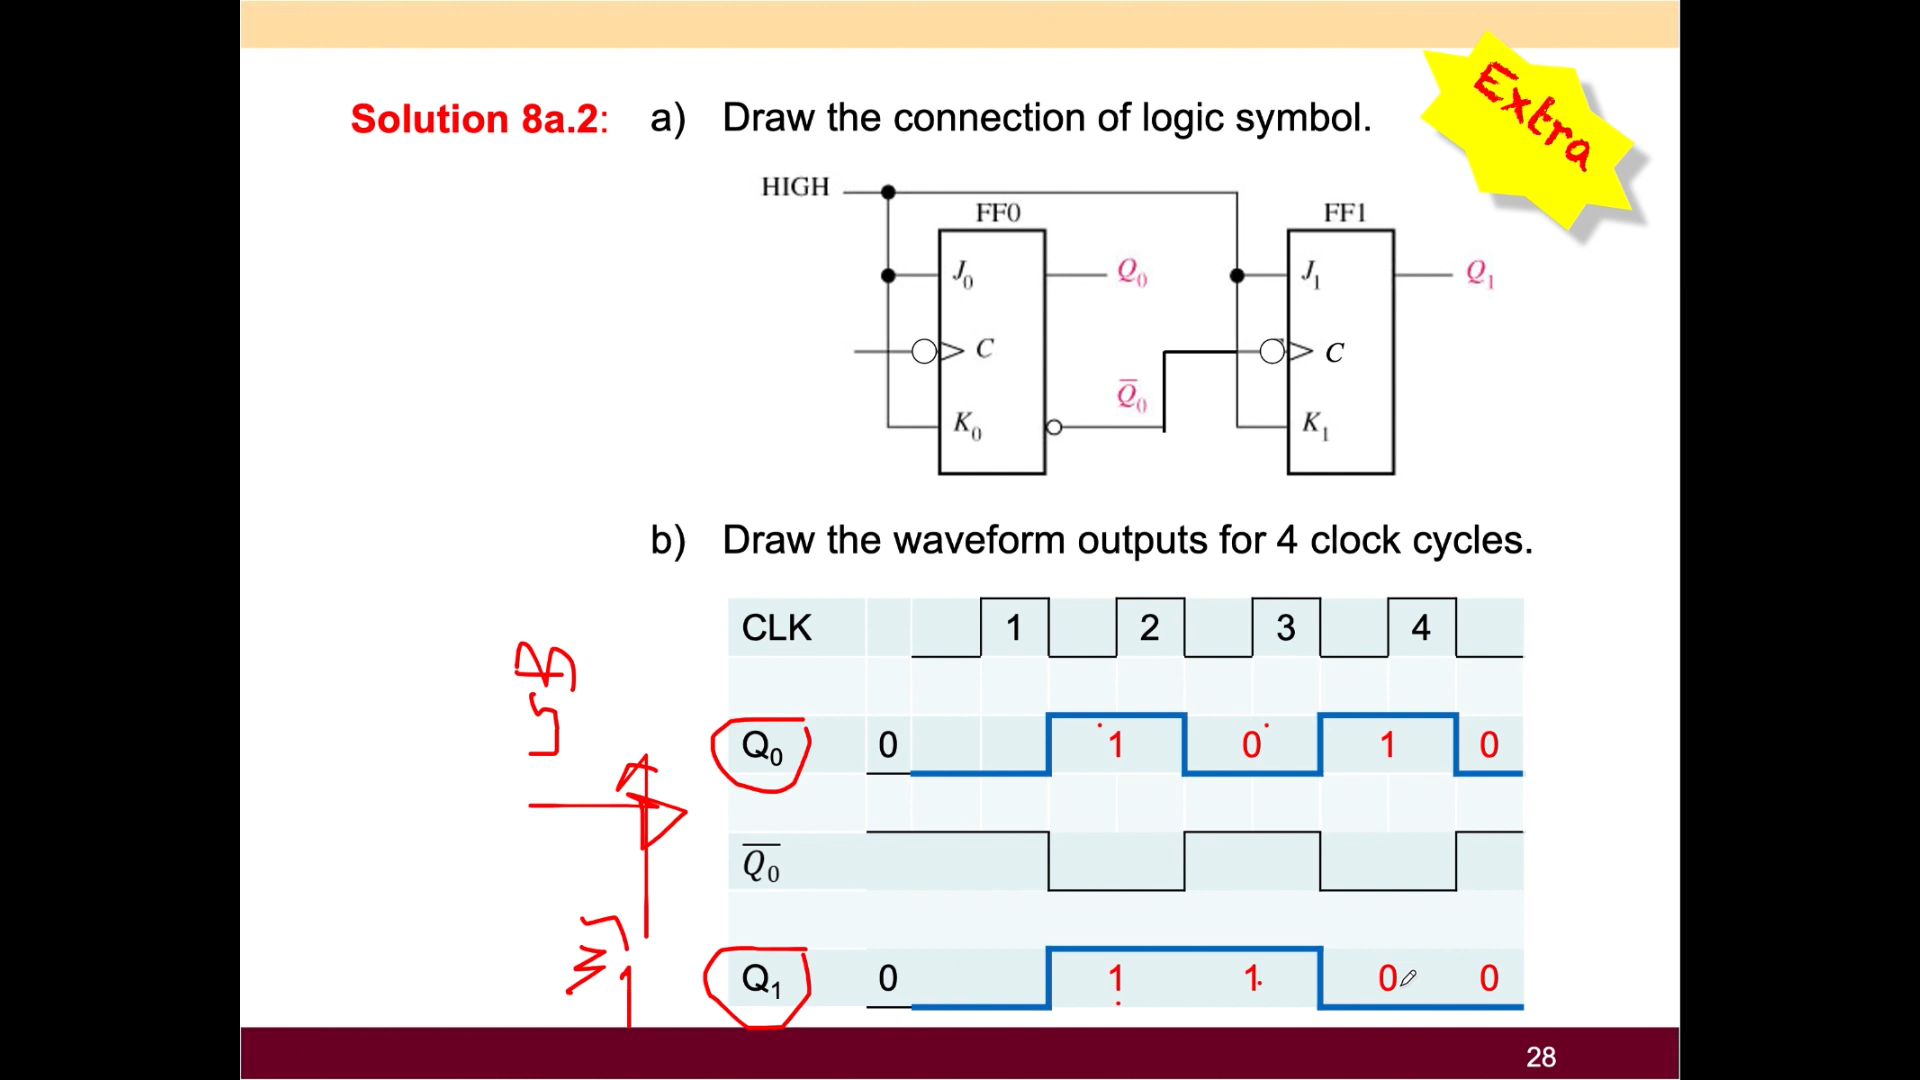 Extra
Solution 8a.2: a) Draw the connection of logic symbol.
HIGH
FF0 FF1
J₀ Q₀ J₁ Q₁
C C
Q̅₀
K₀ K₁
b) Draw the waveform outputs for 4 clock cycles.
CLK 1 2 3 4
Q₀ 0 1 0 1 0
Q̅₀
Q₁ 0 1 1 0 0
28